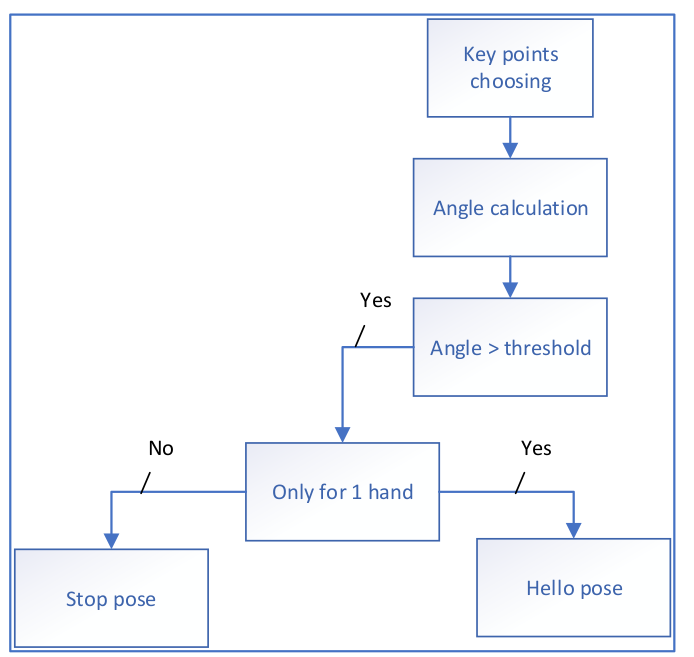 Key points
choosing
Angle calculation
Yes
Angle > threshold
No
Yes
Only for 1 hand
Stop pose
Hello pose